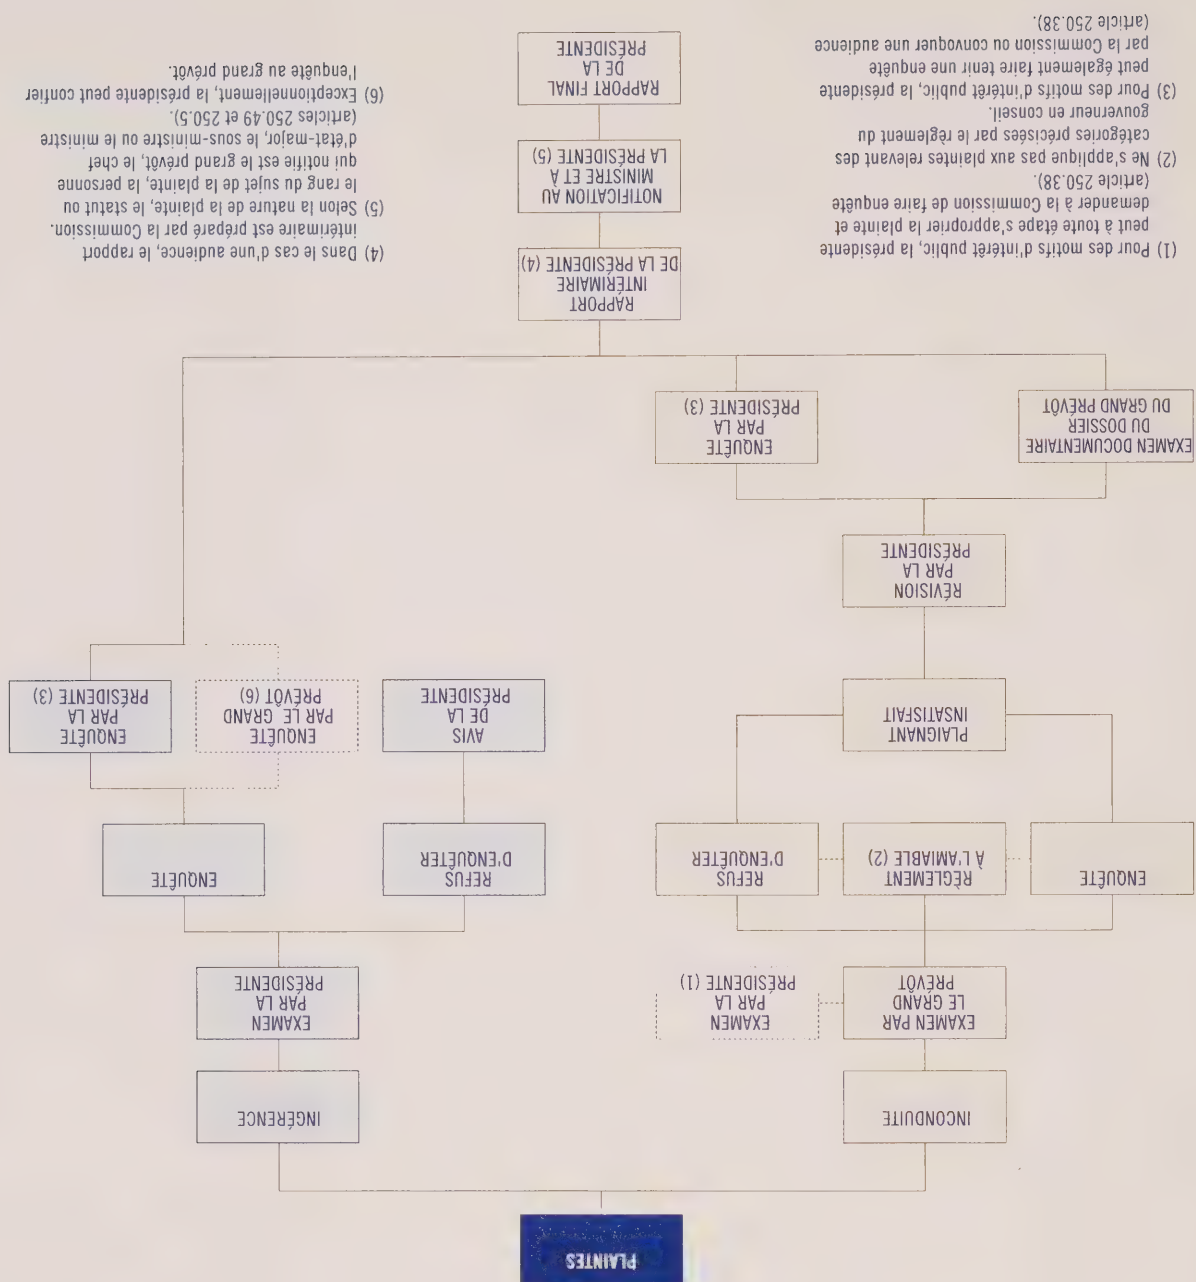 PLAINTES
INCONDUITE
INGÉRENCE
EXAMEN PAR
LE GRAND
PRÉVÔT
EXAMEN
PAR LA
PRÉSIDENTE (1)
EXAMEN
PAR LA
PRÉSIDENTE
ENQUÊTE
RÈGLEMENT
À L'AMIABLE (2)
REFUS
D'ENQUÊTER
REFUS
D'ENQUÊTER
ENQUÊTE
PLAIGNANT
INSATISFAIT
AVIS
DE LA
PRÉSIDENTE
ENQUÊTE
PAR LE GRAND
PRÉVÔT (6)
ENQUÊTE
PAR LA
PRÉSIDENTE (3)
RÉVISION
PAR LA
PRÉSIDENTE
EXAMEN DOCUMENTAIRE
DU DOSSIER
DU GRAND PRÉVÔT
ENQUÊTE
PAR LA
PRÉSIDENTE (3)
RAPPORT
INTÉRIMAIRE
DE LA PRÉSIDENTE (4)
NOTIFICATION AU
MINISTRE ET À
LA PRÉSIDENTE (5)
RAPPORT FINAL
DE LA
PRÉSIDENTE
(1) Pour des motifs d'intérêt public, la présidente
peut à toute étape s'approprier la plainte et
demander à la Commission de faire enquête
(article 250.38).
(2) Ne s'applique pas aux plaintes relevant des
catégories précisées par le règlement du
gouverneur en conseil.
(3) Pour des motifs d'intérêt public, la présidente
peut également faire tenir une enquête
par la Commission ou convoquer une audience
(article 250.38).
(4) Dans le cas d'une audience, le rapport
intérimaire est préparé par la Commission.
(5) Selon la nature de la plainte, le statut ou
le rang du sujet de la plainte, la personne
qui notifie est le grand prévôt, le chef
d'état-major, le sous-ministre ou le ministre
(articles 250.49 et 250.5).
(6) Exceptionnellement, la présidente peut confier
l'enquête au grand prévôt.